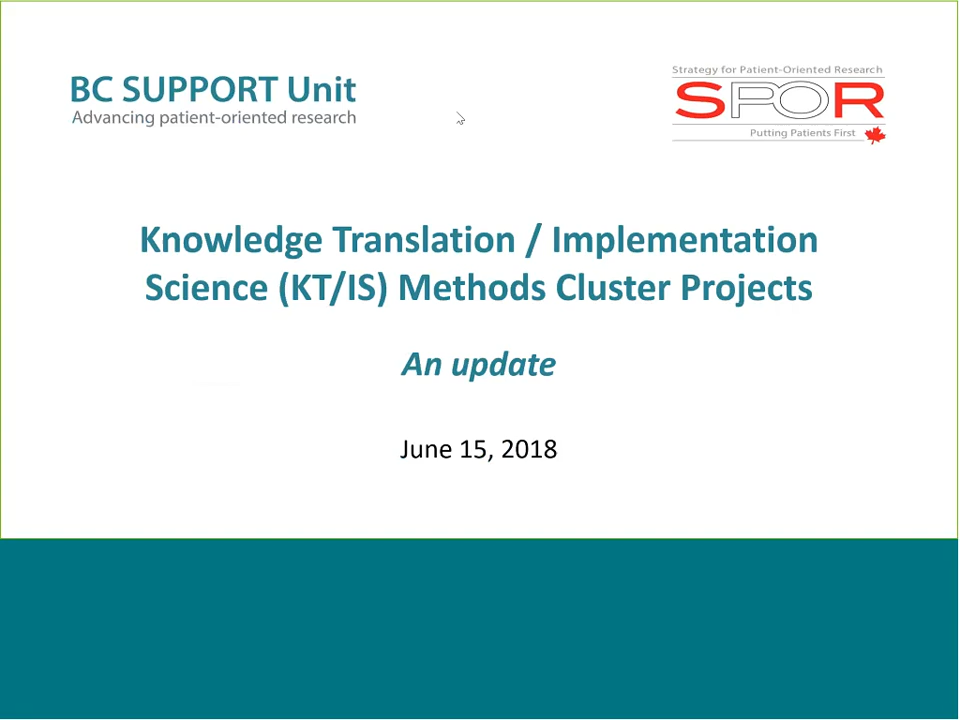 BC SUPPORT Unit
Advancing patient-oriented research
Strategy for Patient-Oriented Research
SPOR
Putting Patients First
Knowledge Translation / Implementation
Science (KT/IS) Methods Cluster Projects
An update
June 15, 2018